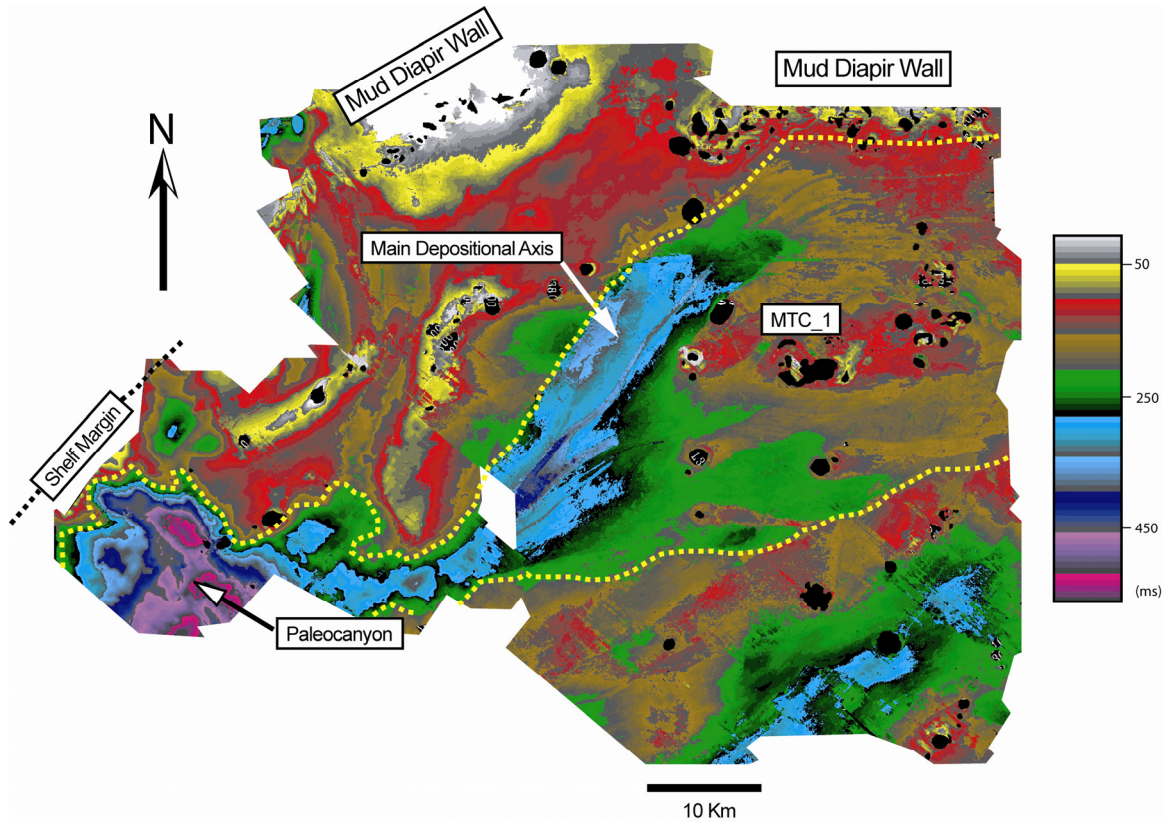 Mud Diapir Wall
Mud Diapir Wall
N
Main Depositional Axis
50
MTC_1
Shelf Margin
250
450
(ms)
Paleocanyon
10 Km